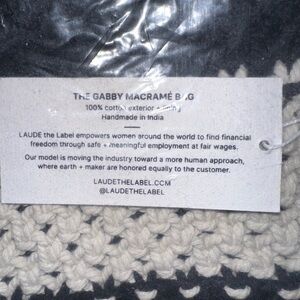 THE GABBY MACRAMÉ BAG
100% cotton exterior + lining
Handmade in India
LAUDE the Label empowers women around the world to find financial
freedom through safe + meaningful employment at fair wages.
Our model is moving the industry toward a more human approach,
where earth + maker are honored equally to the customer.
LAUDETHELABEL.COM
@LAUDETHELABEL